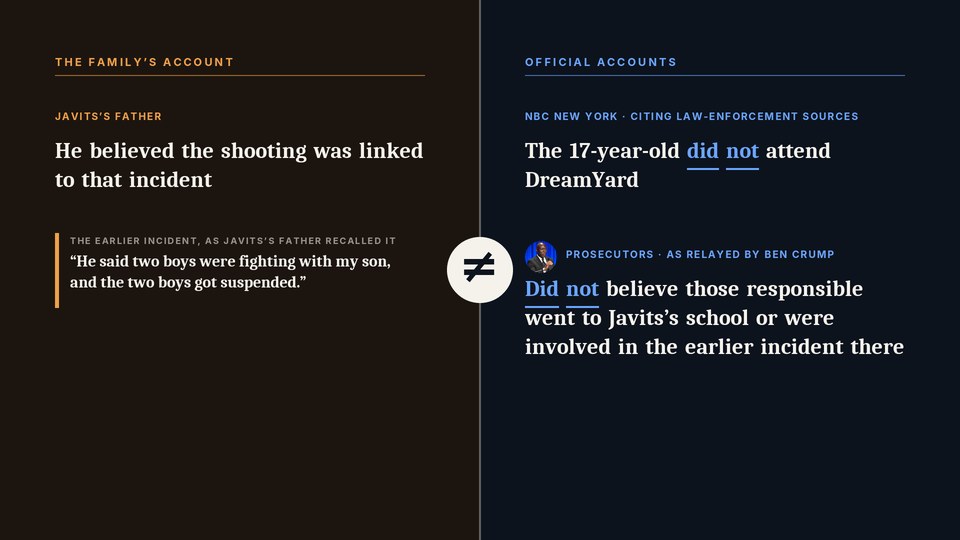 THE FAMILY’S ACCOUNT
JAVITS’S FATHER
He believed the shooting was linked
to that incident
THE EARLIER INCIDENT, AS JAVITS’S FATHER RECALLED IT
“He said two boys were fighting with my son,
and the two boys got suspended.”
≠
OFFICIAL ACCOUNTS
NBC NEW YORK · CITING LAW-ENFORCEMENT SOURCES
The 17-year-old did not attend
DreamYard
PROSECUTORS · AS RELAYED BY BEN CRUMP
Did not believe those responsible
went to Javits’s school or were
involved in the earlier incident there